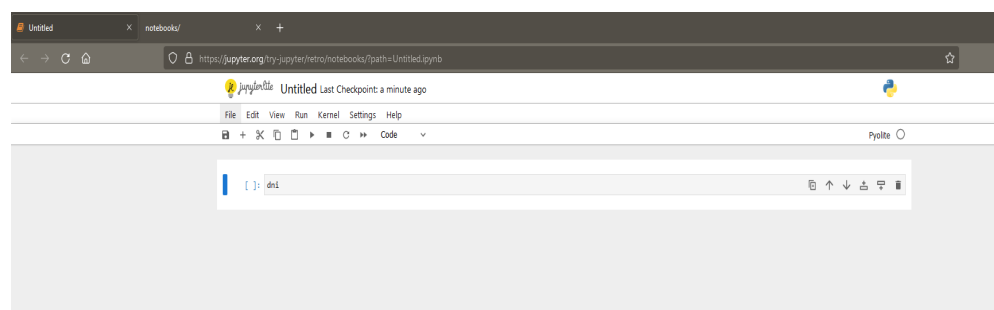 Untitled
notebooks/
https://jupyter.org/try-jupyter/retro/notebooks/?path=Untitled.ipynb
jupyterlite Untitled Last Checkpoint: a minute ago
File Edit View Run Kernel Settings Help
Code
Pyolite
[ ]: dni